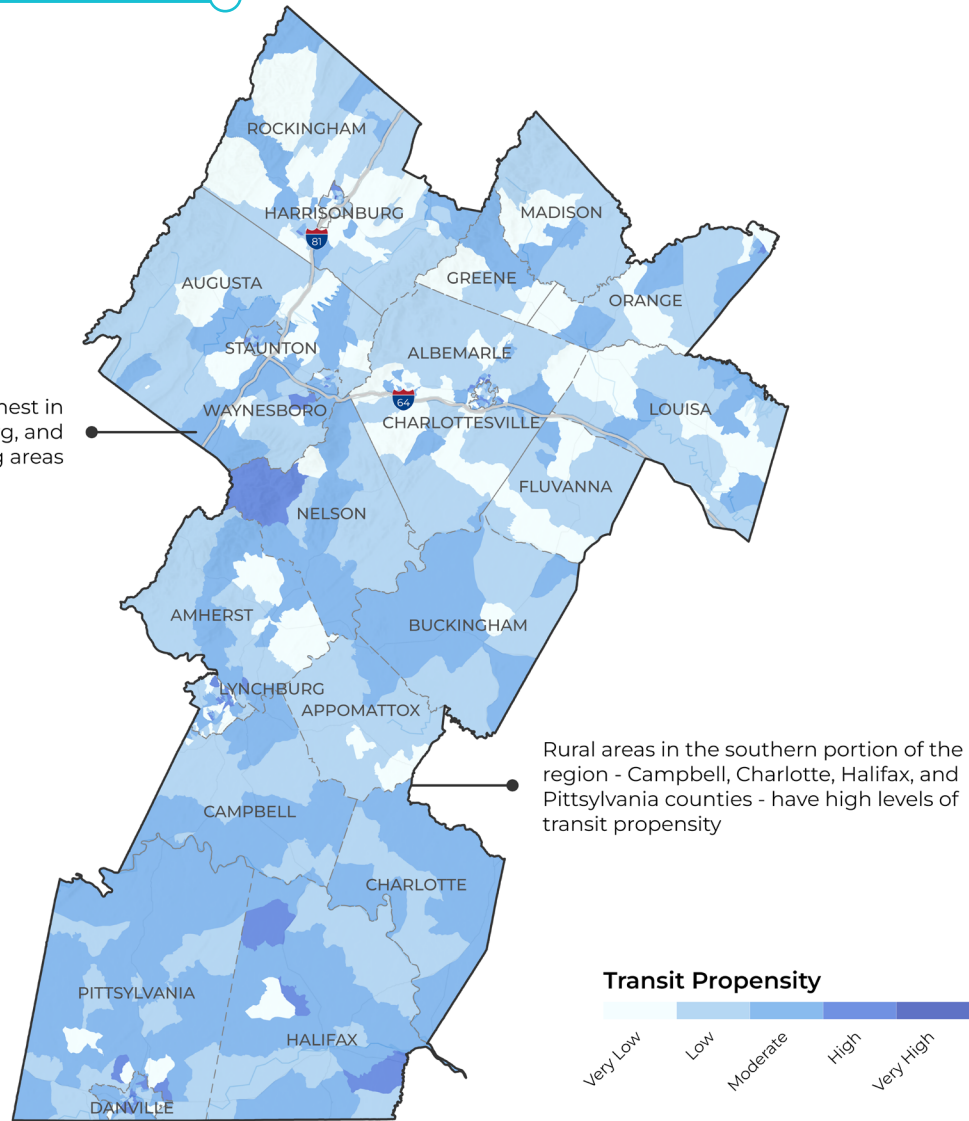 ROCKINGHAM
HARRISONBURG
81
MADISON
GREENE
AUGUSTA
ORANGE
STAUNTON
ALBEMARLE
WAYNESBORO
64
CHARLOTTESVILLE
LOUISA
g, and
g areas
FLUVANNA
NELSON
AMHERST
BUCKINGHAM
LYNCHBURG
APPOMATTOX
Rural areas in the southern portion of the
region - Campbell, Charlotte, Halifax, and
Pittsylvania counties - have high levels of
transit propensity
CAMPBELL
CHARLOTTE
PITTSYLVANIA
HALIFAX
DANVILLE
Transit Propensity
Very Low
Low
Moderate
High
Very High